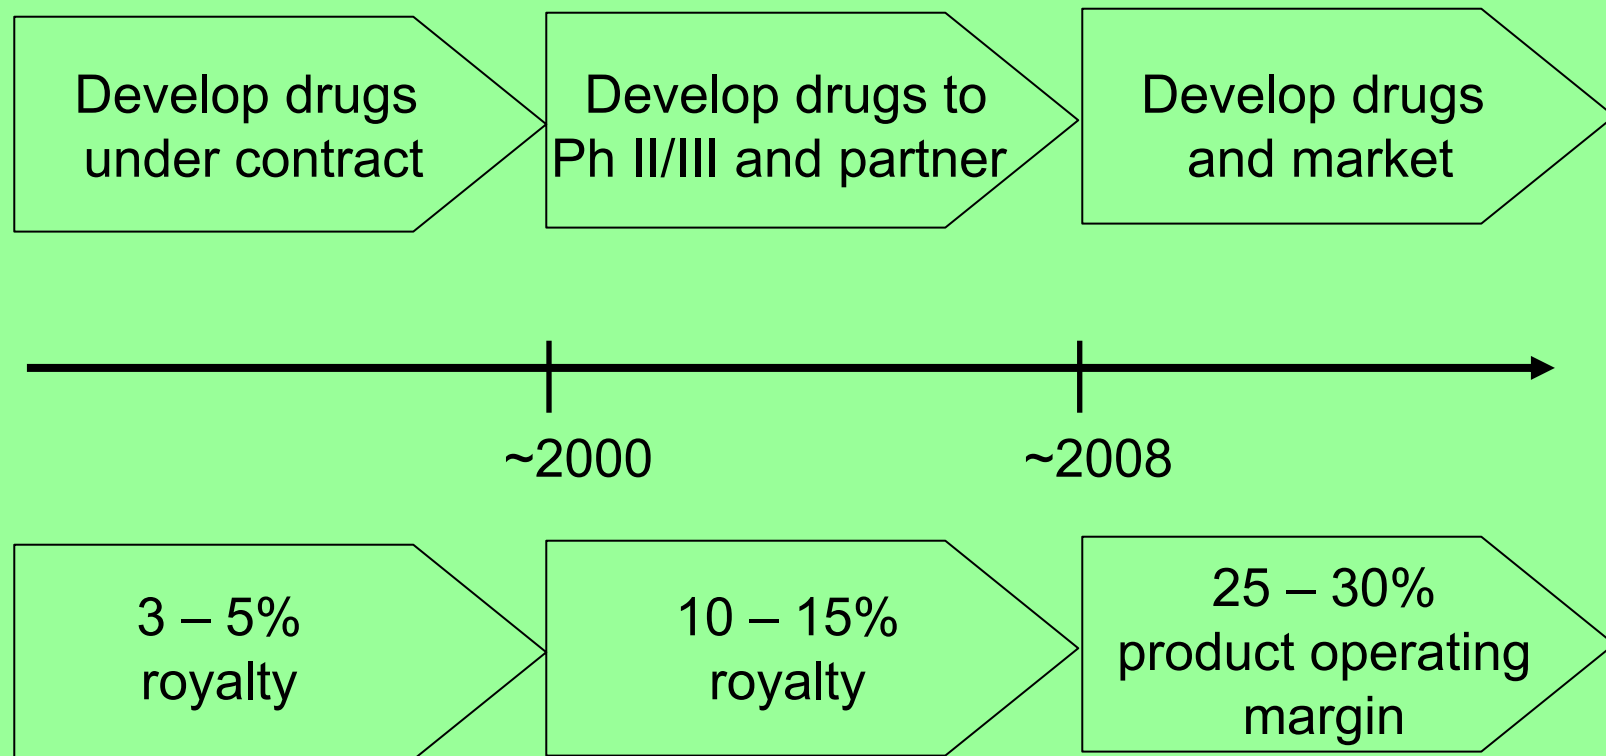 Develop drugs
under contract
Develop drugs to
Ph II/III and partner
Develop drugs
and market
~2000
~2008
3 – 5%
royalty
10 – 15%
royalty
25 – 30%
product operating
margin